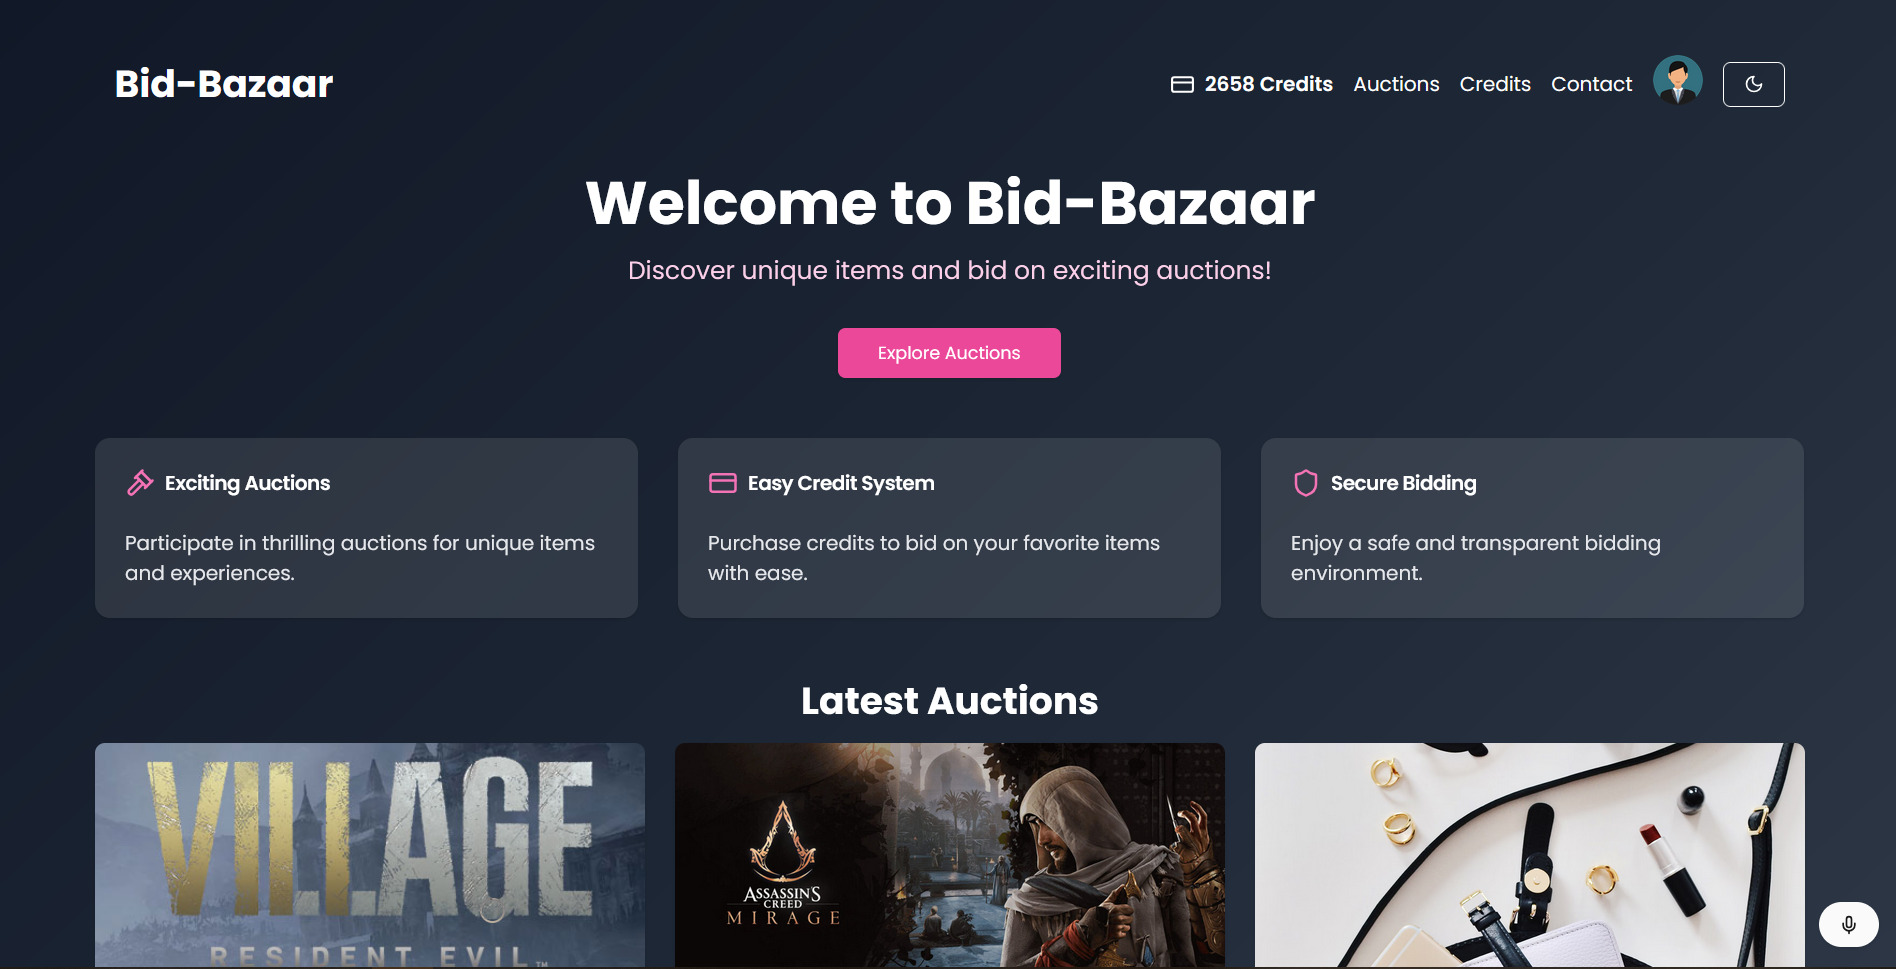 Bid-Bazaar
2658 Credits
Auctions
Credits
Contact
Welcome to Bid-Bazaar
Discover unique items and bid on exciting auctions!
Explore Auctions
Exciting Auctions
Participate in thrilling auctions for unique items
and experiences.
Easy Credit System
Purchase credits to bid on your favorite items
with ease.
Secure Bidding
Enjoy a safe and transparent bidding
environment.
Latest Auctions
VILLAGE
RESIDENT EVIL™
ASSASSIN'S
CREED
MIRAGE